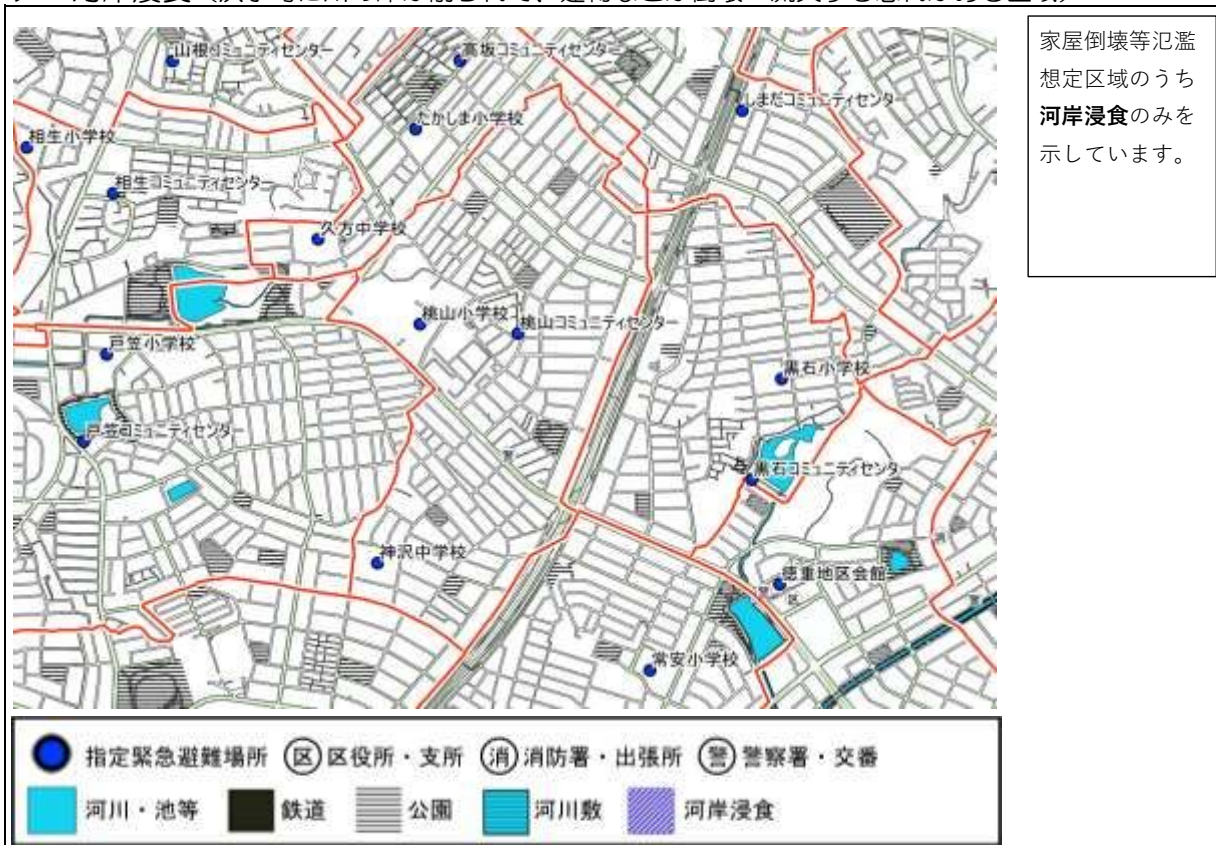 家屋倒壊等氾濫
想定区域のうち
河岸浸食のみを
示しています。
山根コミュニティセンター
高坂コミュニティセンター
しまだコミュニティセンター
たかしま小学校
相生小学校
相生コミュニティセンター
久方中学校
桃山小学校
桃山コミュニティセンター
戸笠小学校
黒石小学校
戸笠コミュニティセンター
黒石コミュニティセンタ
神沢中学校
徳重地区会館
区
常安小学校
指定緊急避難場所 区 区役所・支所 消 消防署・出張所 警 警察署・交番
河川・池等 鉄道 公園 河川敷 河岸浸食